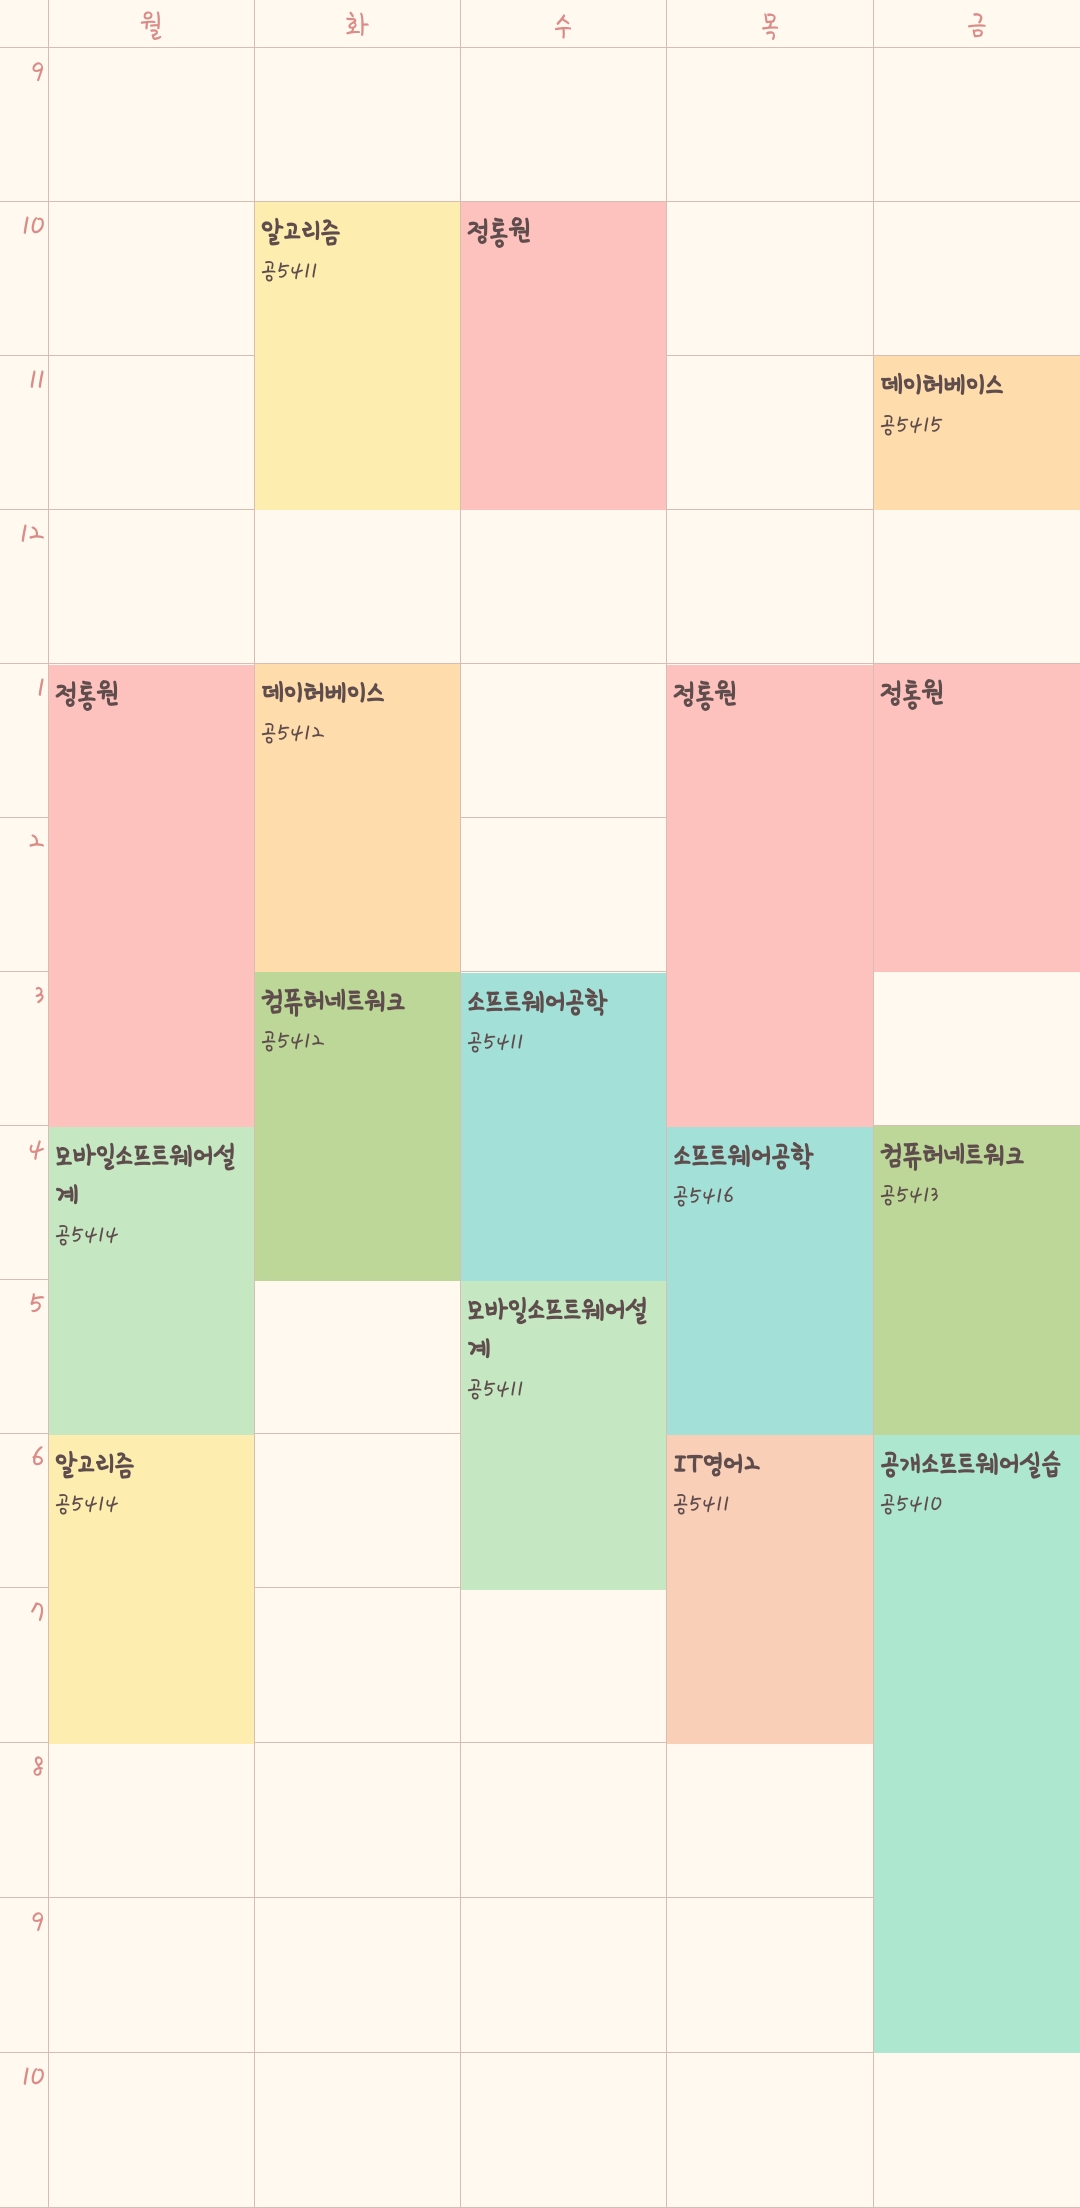 월 화 수 목 금
9
10
알고리즘
공5411
정통원
11
데이터베이스
공5415
12
1
정통원
데이터베이스
공5412
정통원
정통원
2
3
컴퓨터네트워크
공5412
소프트웨어공학
공5411
4
모바일소프트웨어설
계
공5414
소프트웨어공학
공5416
컴퓨터네트워크
공5413
5
모바일소프트웨어설
계
공5411
6
알고리즘
공5414
IT영어2
공5411
공개소프트웨어실습
공5410
7
8
9
10